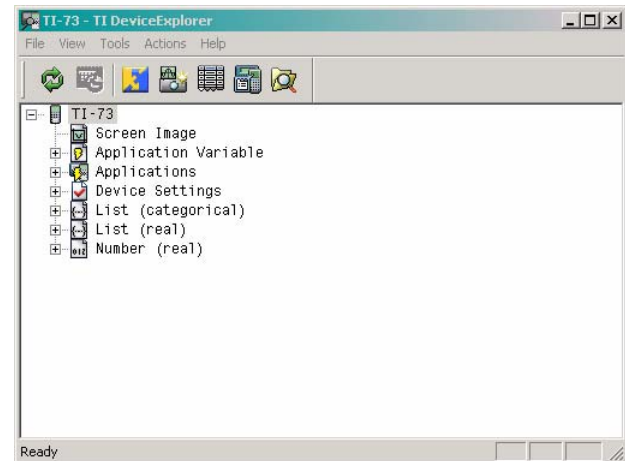 TI-73 - TI DeviceExplorer
File View Tools Actions Help
TI-73
Screen Image
Application Variable
Applications
Device Settings
List (categorical)
List (real)
Number (real)
Ready